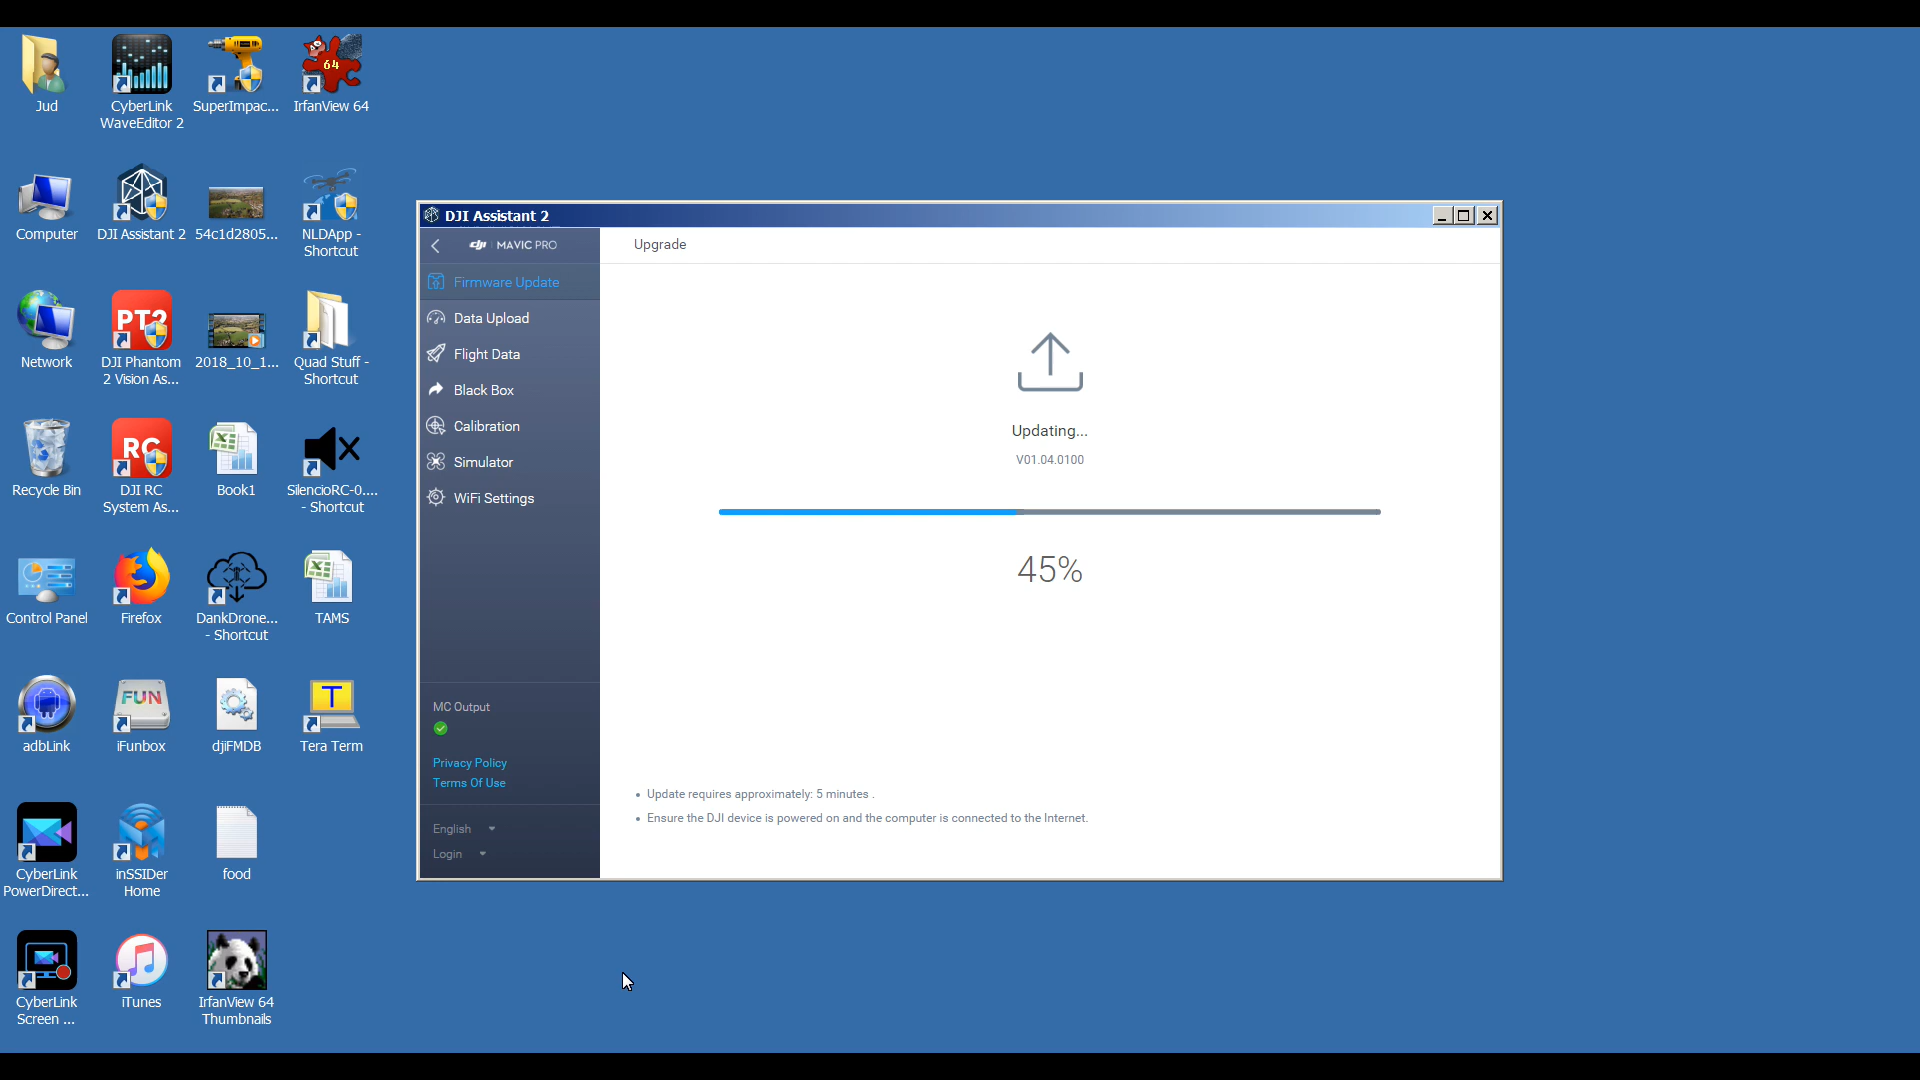 Jud
CyberLink
WaveEditor 2
SuperImpac...
64
IrfanView 64
Computer
DJI Assistant 2
54c1d2805...
NLDApp -
Shortcut
Network
PT2
DJI Phantom
2 Vision As...
2018_10_1...
Quad Stuff -
Shortcut
Recycle Bin
RC
DJI RC
System As...
Book1
SilencioRC-0....
- Shortcut
Control Panel
Firefox
DankDrone...
- Shortcut
TAMS
adbLink
FUN
iFunbox
djiFMDB
T
Tera Term
CyberLink
PowerDirect...
inSSIDer
Home
food
CyberLink
Screen ...
iTunes
IrfanView 64
Thumbnails
DJI Assistant 2
dji MAVIC PRO
Firmware Update
Data Upload
Flight Data
Black Box
Calibration
Simulator
WiFi Settings
MC Output
Privacy Policy
Terms Of Use
English
Login
Upgrade
Updating...
V01.04.0100
45%
• Update requires approximately: 5 minutes .
• Ensure the DJI device is powered on and the computer is connected to the Internet.